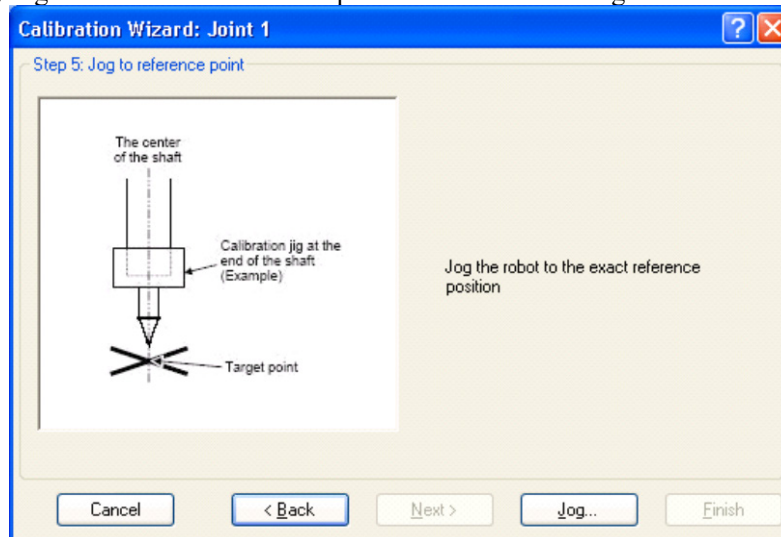 Calibration Wizard: Joint 1
Step 5: Jog to reference point
The center
of the shaft
Calibration jig at the
end of the shaft
(Example)
Target point
Jog the robot to the exact reference
position
Cancel
< Back
Next >
Jog...
Finish